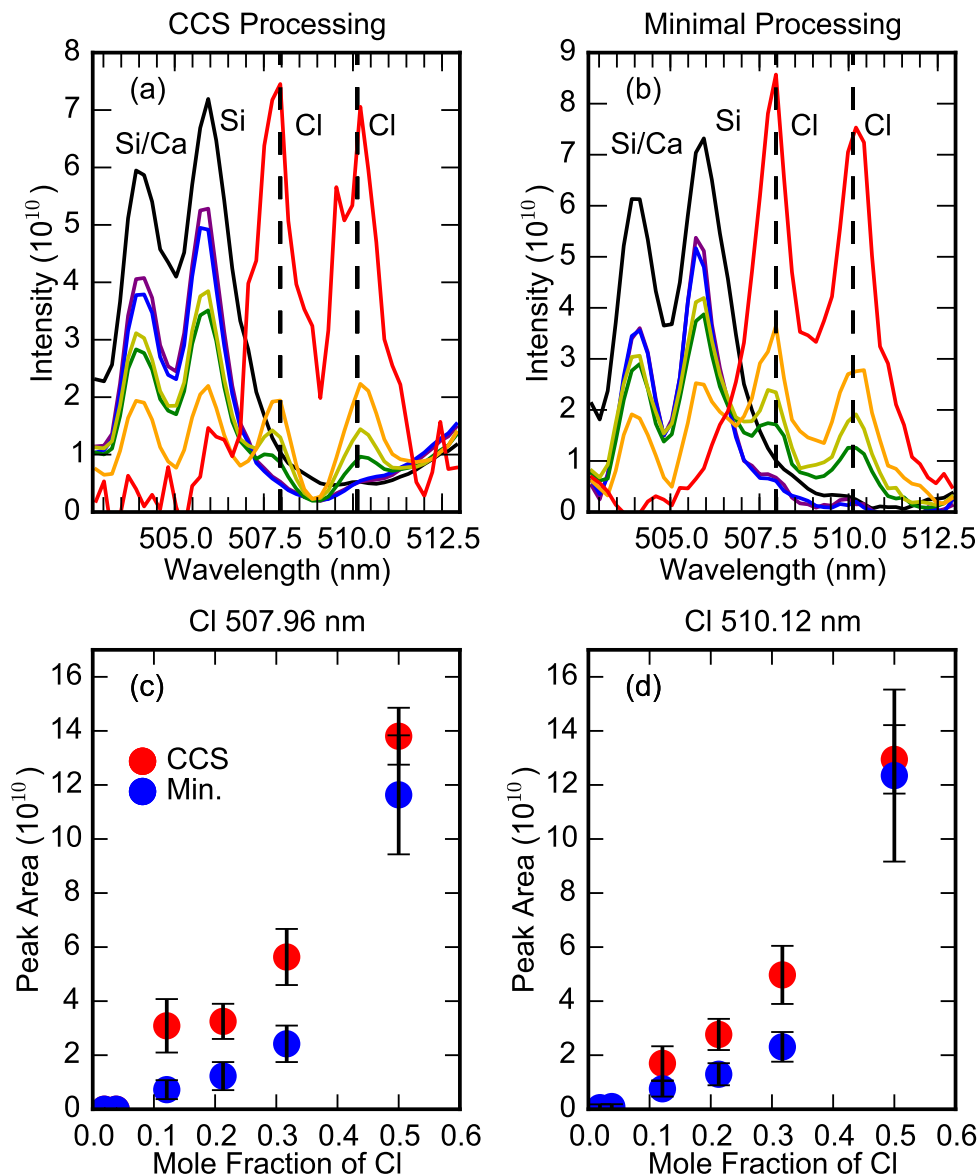 CCS Processing
Minimal Processing
8
7
6
5
4
3
2
1
0
Intensity (10^10)
(a)
Si/Ca
Si
Cl
Cl
505.0 507.5 510.0 512.5
Wavelength (nm)
9
8
7
6
5
4
3
2
1
0
Intensity (10^10)
(b)
Si/Ca
Si
Cl
Cl
505.0 507.5 510.0 512.5
Wavelength (nm)
Cl 507.96 nm
16
14
12
10
8
6
4
2
0
Peak Area (10^10)
(c)
CCS
Min.
0.0 0.1 0.2 0.3 0.4 0.5 0.6
Mole Fraction of Cl
Cl 510.12 nm
16
14
12
10
8
6
4
2
0
Peak Area (10^10)
(d)
0.0 0.1 0.2 0.3 0.4 0.5 0.6
Mole Fraction of Cl